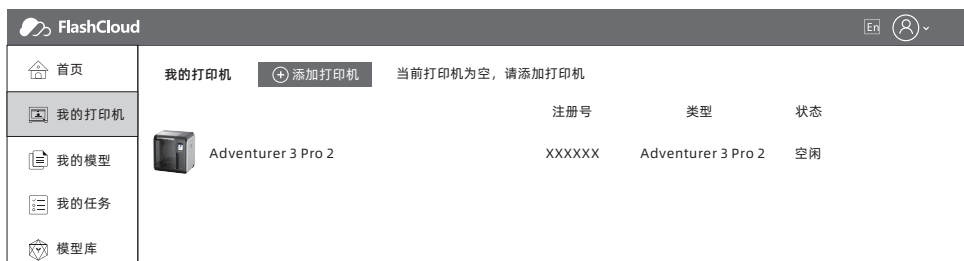 FlashCloud En
首页
我的打印机 添加打印机 当前打印机为空，请添加打印机
注册号 类型 状态
我的打印机
Adventurer 3 Pro 2 XXXXXX Adventurer 3 Pro 2 空闲
我的模型
我的任务
模型库